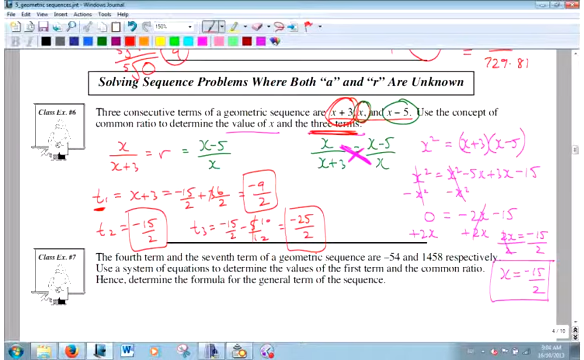 5_geometric sequences.jnt - Windows Journal
File Edit View Insert Actions Tools Help
150%
729.81
Solving Sequence Problems Where Both "a" and "r" Are Unknown
Class Ex. #6
Three consecutive terms of a geometric sequence are x + 3, x, and x − 5. Use the concept of
common ratio to determine the value of x and the three terms.
x/(x+3) = r = (x-5)/x
x/(x+3) = (x-5)/x
x² = (x+3)(x-5)
x² = x² -5x +3x -15
-x² -x²
0 = -2x -15
+2x +2x
2x/2 = -15/2
x = -15/2
t₁ = x+3 = -15/2 + 6/2 = -9/2
t₂ = -15/2
t₃ = -15/2 - 10/2 = -25/2
Class Ex. #7
The fourth term and the seventh term of a geometric sequence are −54 and 1458 respectively.
Use a system of equations to determine the values of the first term and the common ratio.
Hence, determine the formula for the general term of the sequence.
4 / 10